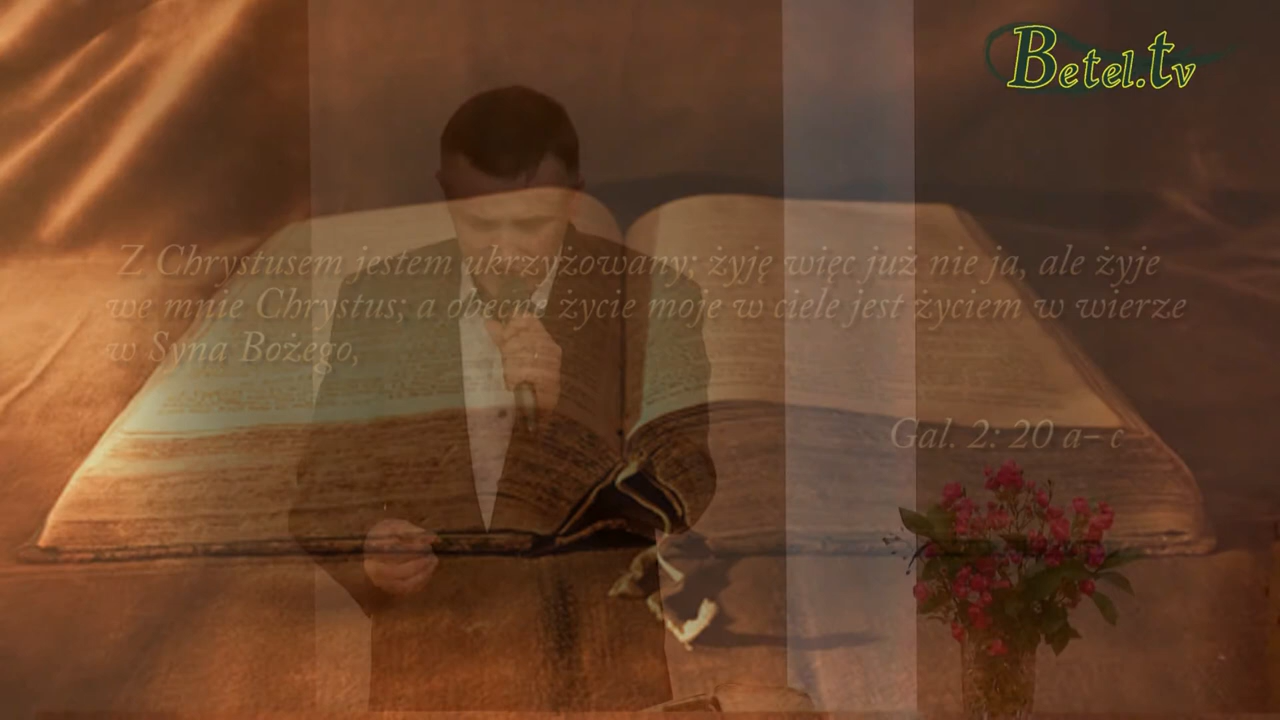 Betel.tv
Z Chrystusem jestem ukrzyżowany; żyję więc już nie ja, ale żyje
we mnie Chrystus; a obecne życie moje w ciele jest życiem w wierze
w Syna Bożego,
Gal. 2: 20 a– c